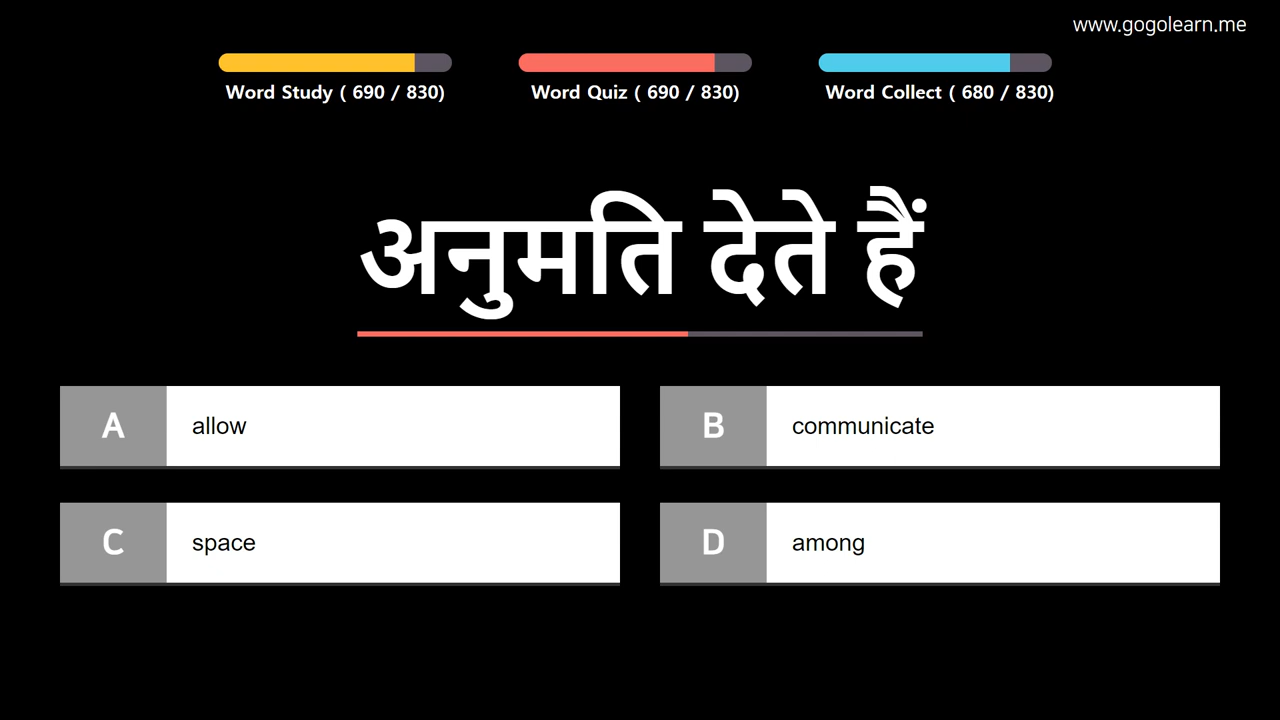 www.gogolearn.me
Word Study ( 690 / 830)
Word Quiz ( 690 / 830)
Word Collect ( 680 / 830)
अनुमति देते हैं
A allow
B communicate
C space
D among